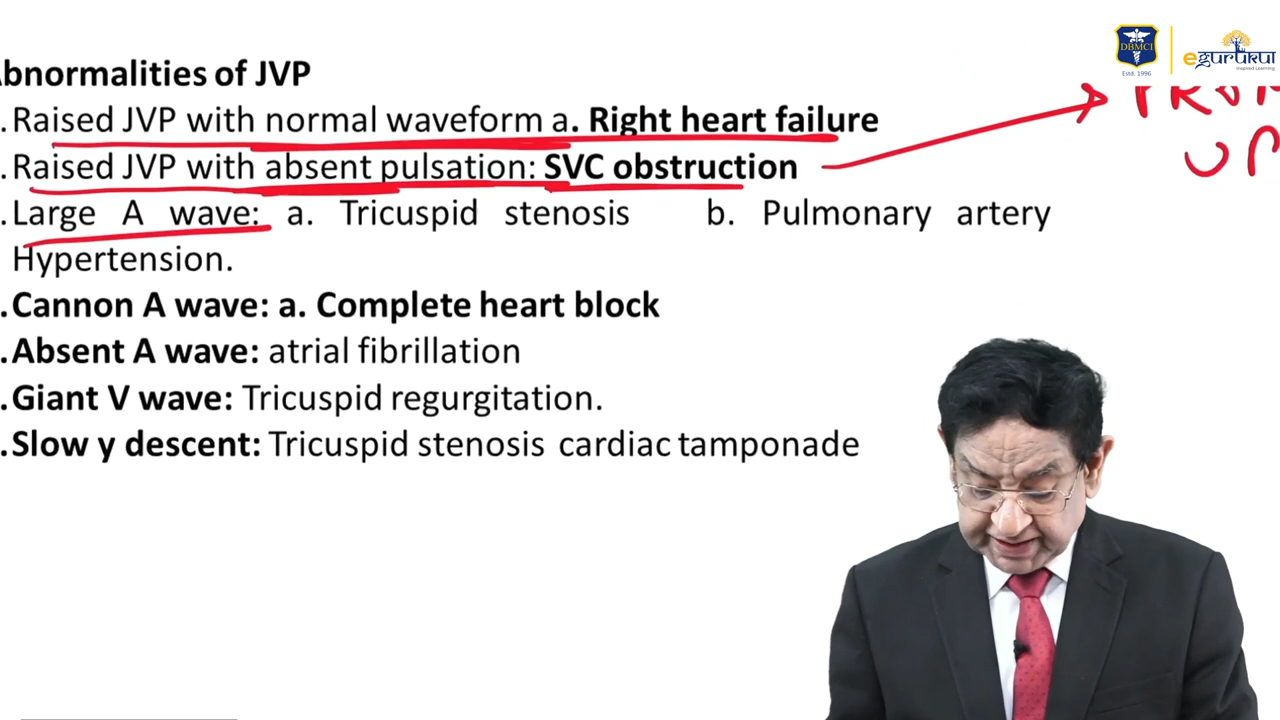 DBMCI
Estd. 1996
egurukul
Inspired Learning
bnormalities of JVP
.Raised JVP with normal waveform a. Right heart failure
.Raised JVP with absent pulsation: SVC obstruction
.Large A wave: a. Tricuspid stenosis b. Pulmonary artery
Hypertension.
.Cannon A wave: a. Complete heart block
.Absent A wave: atrial fibrillation
.Giant V wave: Tricuspid regurgitation.
.Slow y descent: Tricuspid stenosis cardiac tamponade